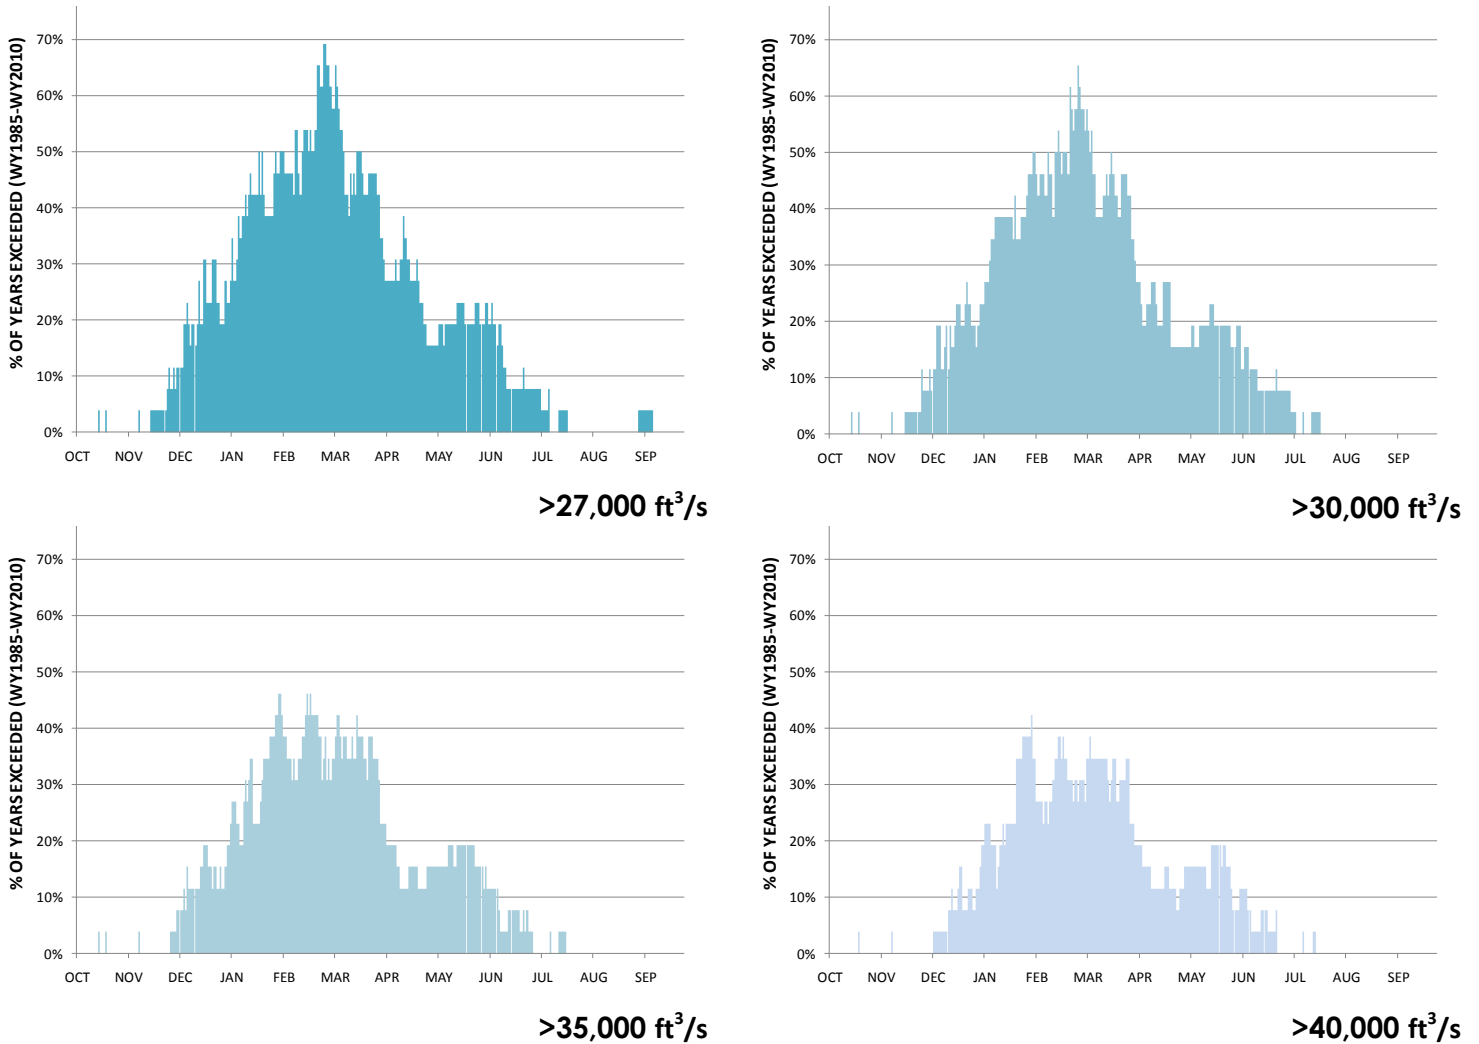 % OF YEARS EXCEEDED (WY1985-WY2010)
70%
60%
50%
40%
30%
20%
10%
0%
OCT NOV DEC JAN FEB MAR APR MAY JUN JUL AUG SEP
>27,000 ft³/s
% OF YEARS EXCEEDED (WY1985-WY2010)
70%
60%
50%
40%
30%
20%
10%
0%
OCT NOV DEC JAN FEB MAR APR MAY JUN JUL AUG SEP
>30,000 ft³/s
% OF YEARS EXCEEDED (WY1985-WY2010)
70%
60%
50%
40%
30%
20%
10%
0%
OCT NOV DEC JAN FEB MAR APR MAY JUN JUL AUG SEP
>35,000 ft³/s
% OF YEARS EXCEEDED (WY1985-WY2010)
70%
60%
50%
40%
30%
20%
10%
0%
OCT NOV DEC JAN FEB MAR APR MAY JUN JUL AUG SEP
>40,000 ft³/s